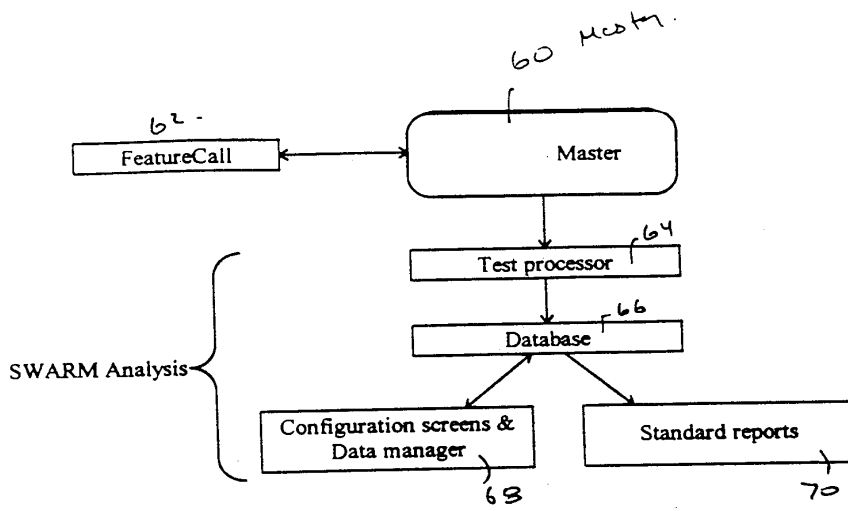 60 Master.
62 -
FeatureCall
Master
64
Test processor
66
Database
SWARM Analysis
Configuration screens &
Data manager
Standard reports
68
70